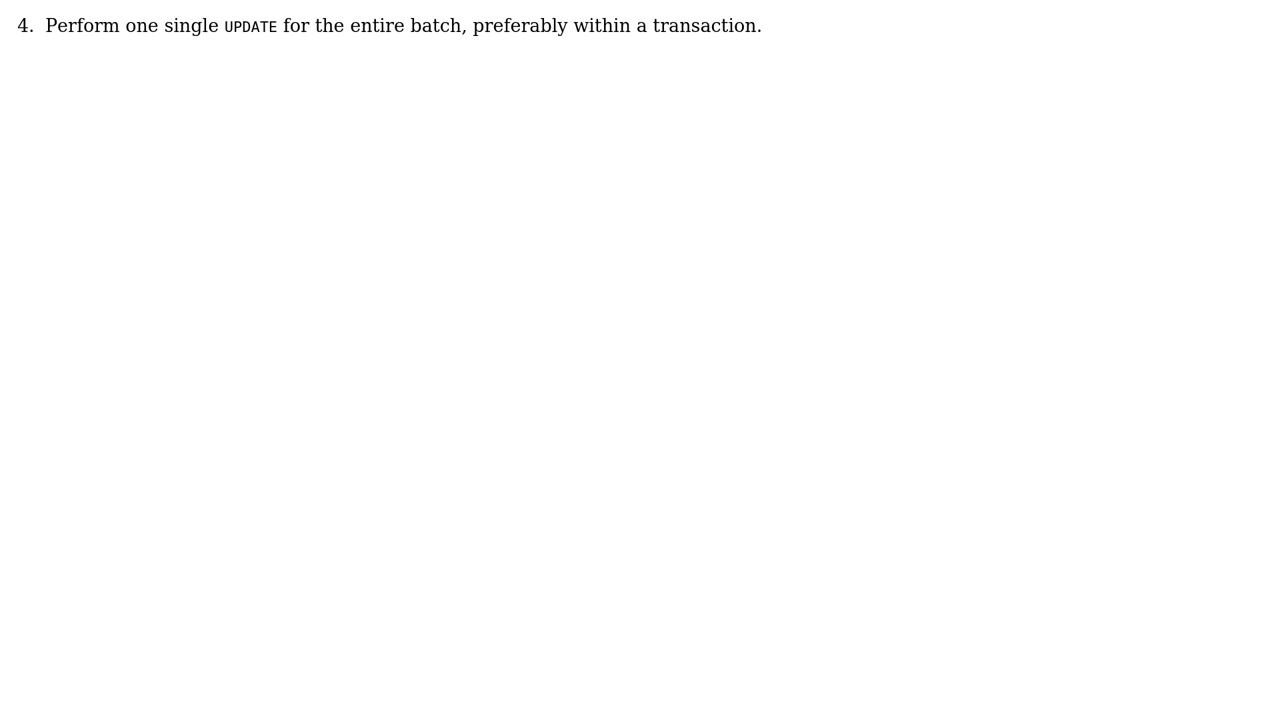 4. Perform one single UPDATE for the entire batch, preferably within a transaction.